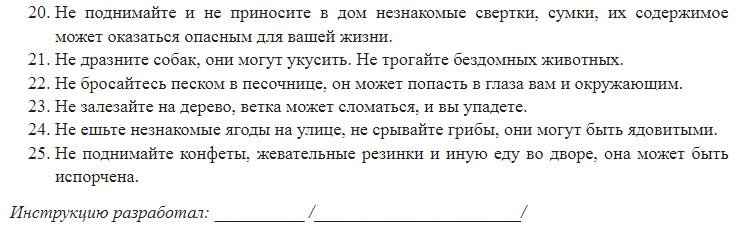 20. Не поднимайте и не приносите в дом незнакомые свертки, сумки, их содержимое
может оказаться опасным для вашей жизни.
21. Не дразните собак, они могут укусить. Не трогайте бездомных животных.
22. Не бросайтесь песком в песочнице, он может попасть в глаза вам и окружающим.
23. Не залезайте на дерево, ветка может сломаться, и вы упадете.
24. Не ешьте незнакомые ягоды на улице, не срывайте грибы, они могут быть ядовитыми.
25. Не поднимайте конфеты, жевательные резинки и иную еду во дворе, она может быть
испорчена.
Инструкцию разработал: __________ /_______________________/